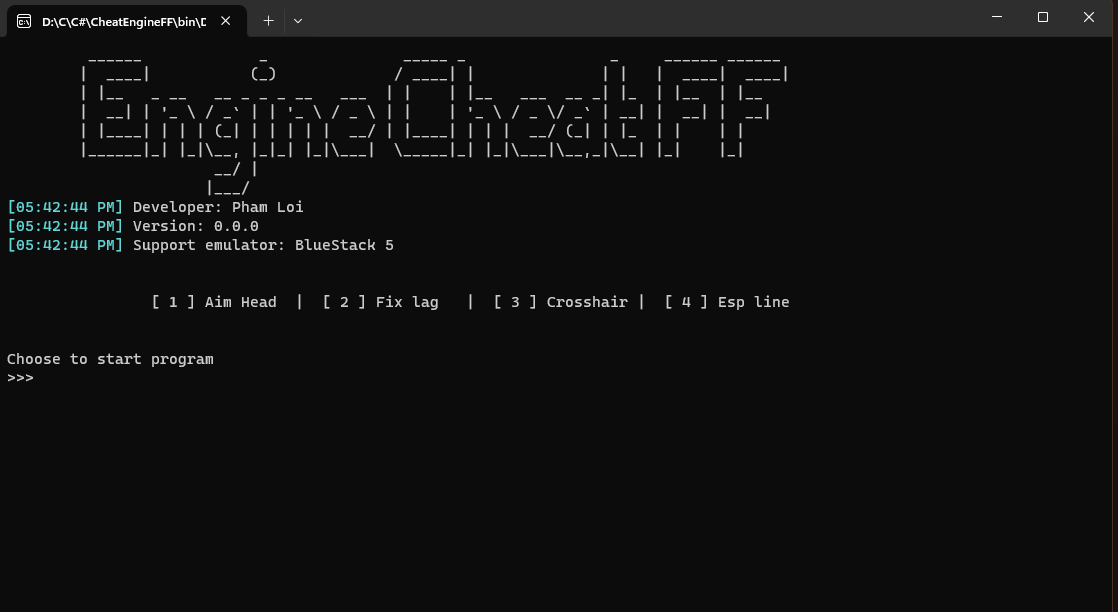 D:\C\C#\CheatEngineFF\bin\D
EngineCheatFF
[05:42:44 PM] Developer: Pham Loi
[05:42:44 PM] Version: 0.0.0
[05:42:44 PM] Support emulator: BlueStack 5
[ 1 ] Aim Head | [ 2 ] Fix lag | [ 3 ] Crosshair | [ 4 ] Esp line
Choose to start program
>>>